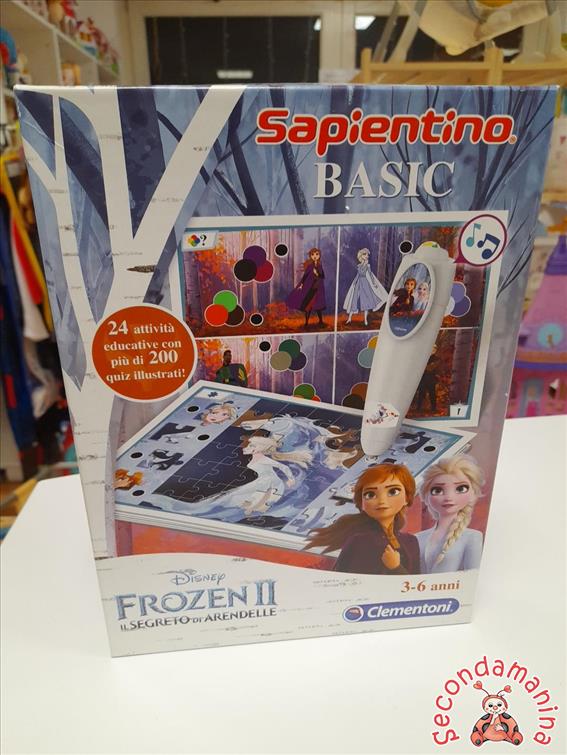 Sapientino
BASIC
?
24 attività
educative con
più di 200
quiz illustrati!
1
3-6 anni
DISNEY
FROZEN II
IL SEGRETO DI ARENDELLE
Clementoni
Secondamanina